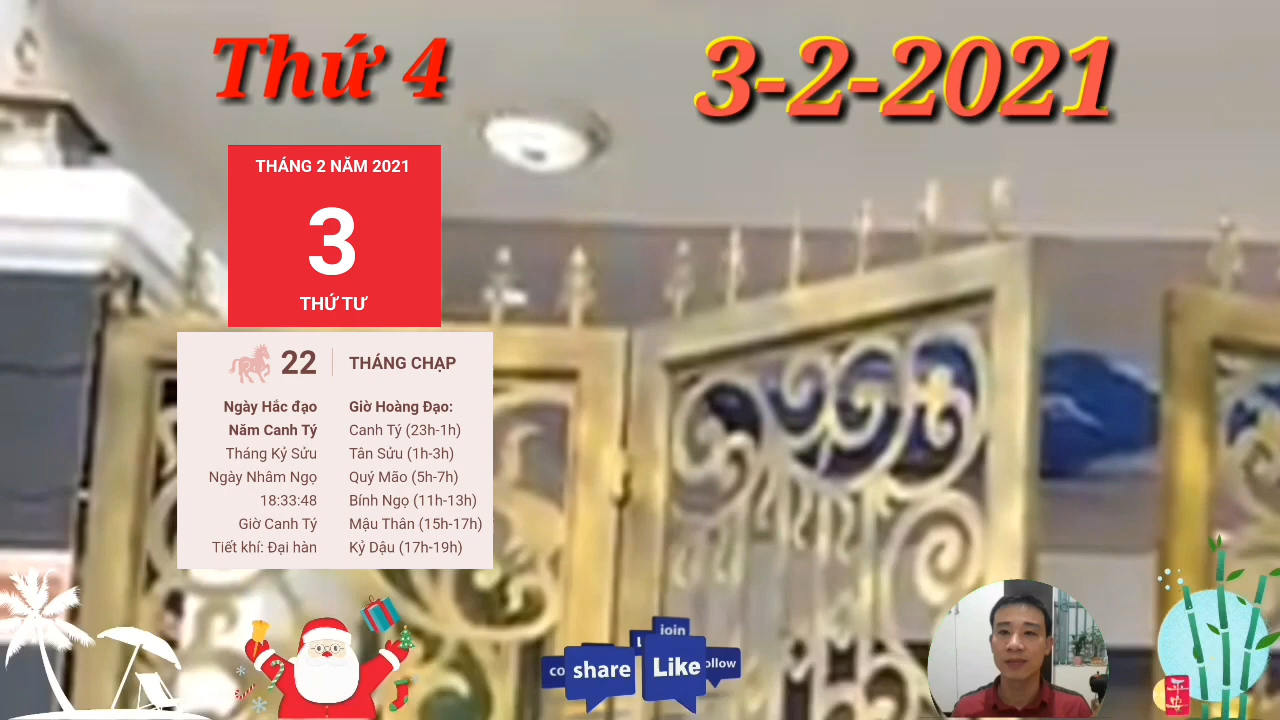 Thứ 4
3-2-2021
THÁNG 2 NĂM 2021
3
THỨ TƯ
22
THÁNG CHẠP
Ngày Hắc đạo
Năm Canh Tý
Tháng Kỷ Sửu
Ngày Nhâm Ngọ
18:33:48
Giờ Canh Tý
Tiết khí: Đại hàn
Giờ Hoàng Đạo:
Canh Tý (23h-1h)
Tân Sửu (1h-3h)
Quý Mão (5h-7h)
Bính Ngọ (11h-13h)
Mậu Thân (15h-17h)
Kỷ Dậu (17h-19h)
join
co
share
L
Like
ollow